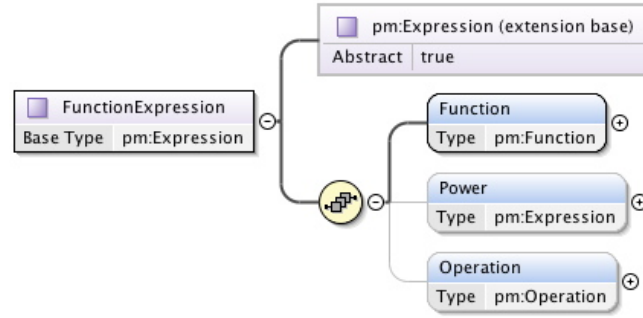 pm:Expression (extension base)
Abstract true
FunctionExpression
Base Type pm:Expression
Function
Type pm:Function
Power
Type pm:Expression
Operation
Type pm:Operation